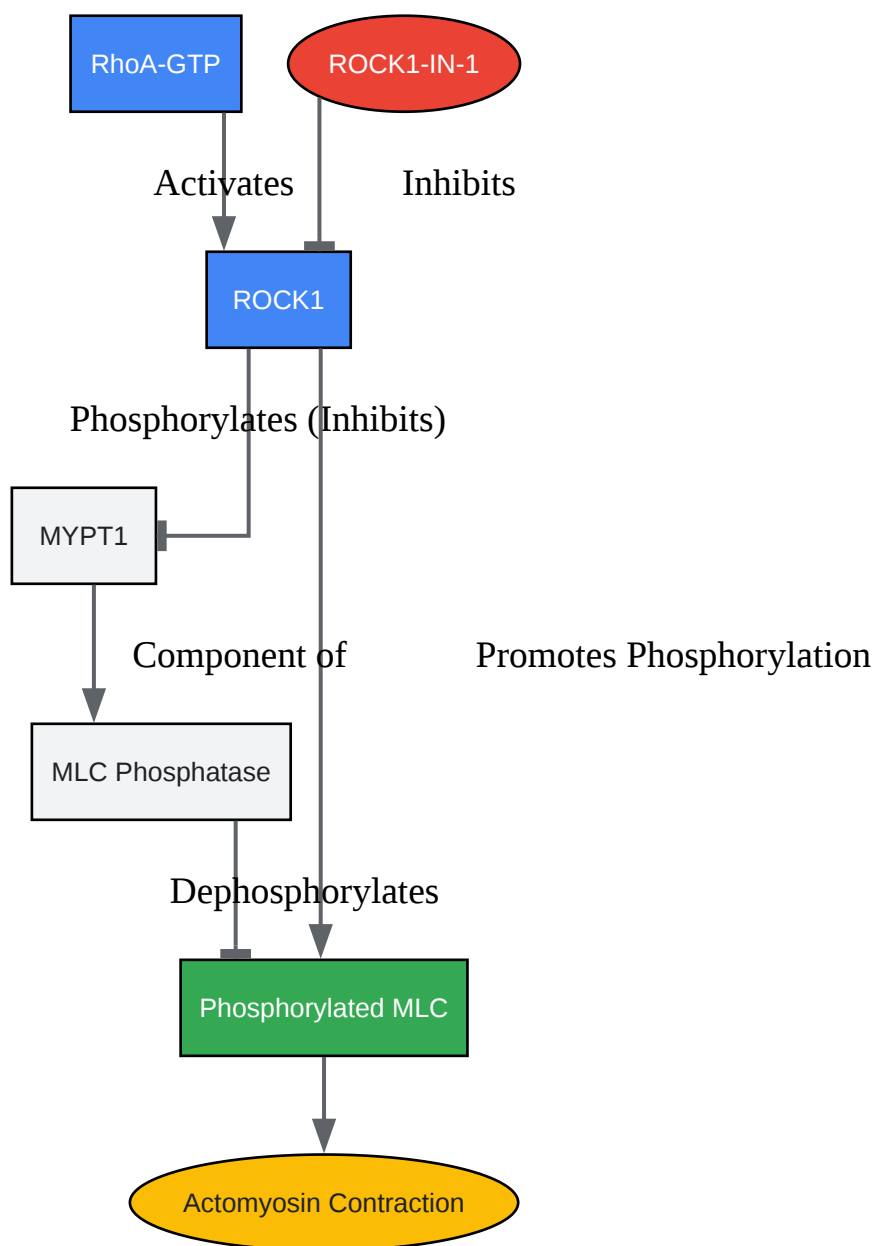 RhoA-GTP
ROCK1-IN-1
Activates
Inhibits
ROCK1
Phosphorylates (Inhibits)
MYPT1
Component of
Promotes Phosphorylation
MLC Phosphatase
Dephosphorylates
Phosphorylated MLC
Actomyosin Contraction